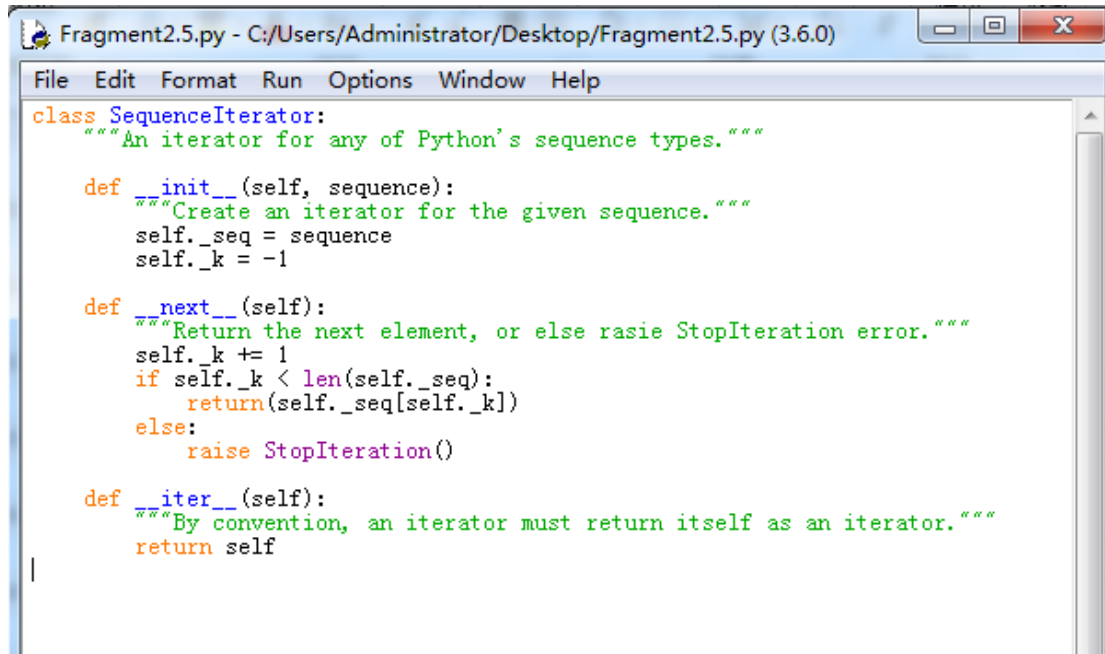 Fragment2.5.py - C:/Users/Administrator/Desktop/Fragment2.5.py (3.6.0)
File Edit Format Run Options Window Help
class SequenceIterator:
    """An iterator for any of Python's sequence types."""

    def __init__(self, sequence):
        """Create an iterator for the given sequence."""
        self._seq = sequence
        self._k = -1

    def __next__(self):
        """Return the next element, or else rasie StopIteration error."""
        self._k += 1
        if self._k < len(self._seq):
            return(self._seq[self._k])
        else:
            raise StopIteration()

    def __iter__(self):
        """By convention, an iterator must return itself as an iterator."""
        return self